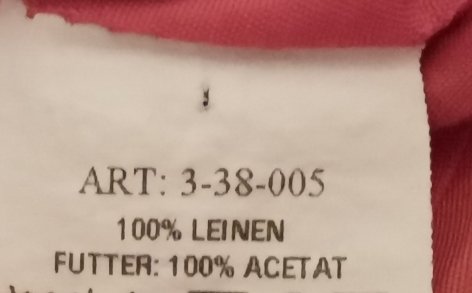 ART: 3-38-005
100% LEINEN
FUTTER: 100% ACETAT